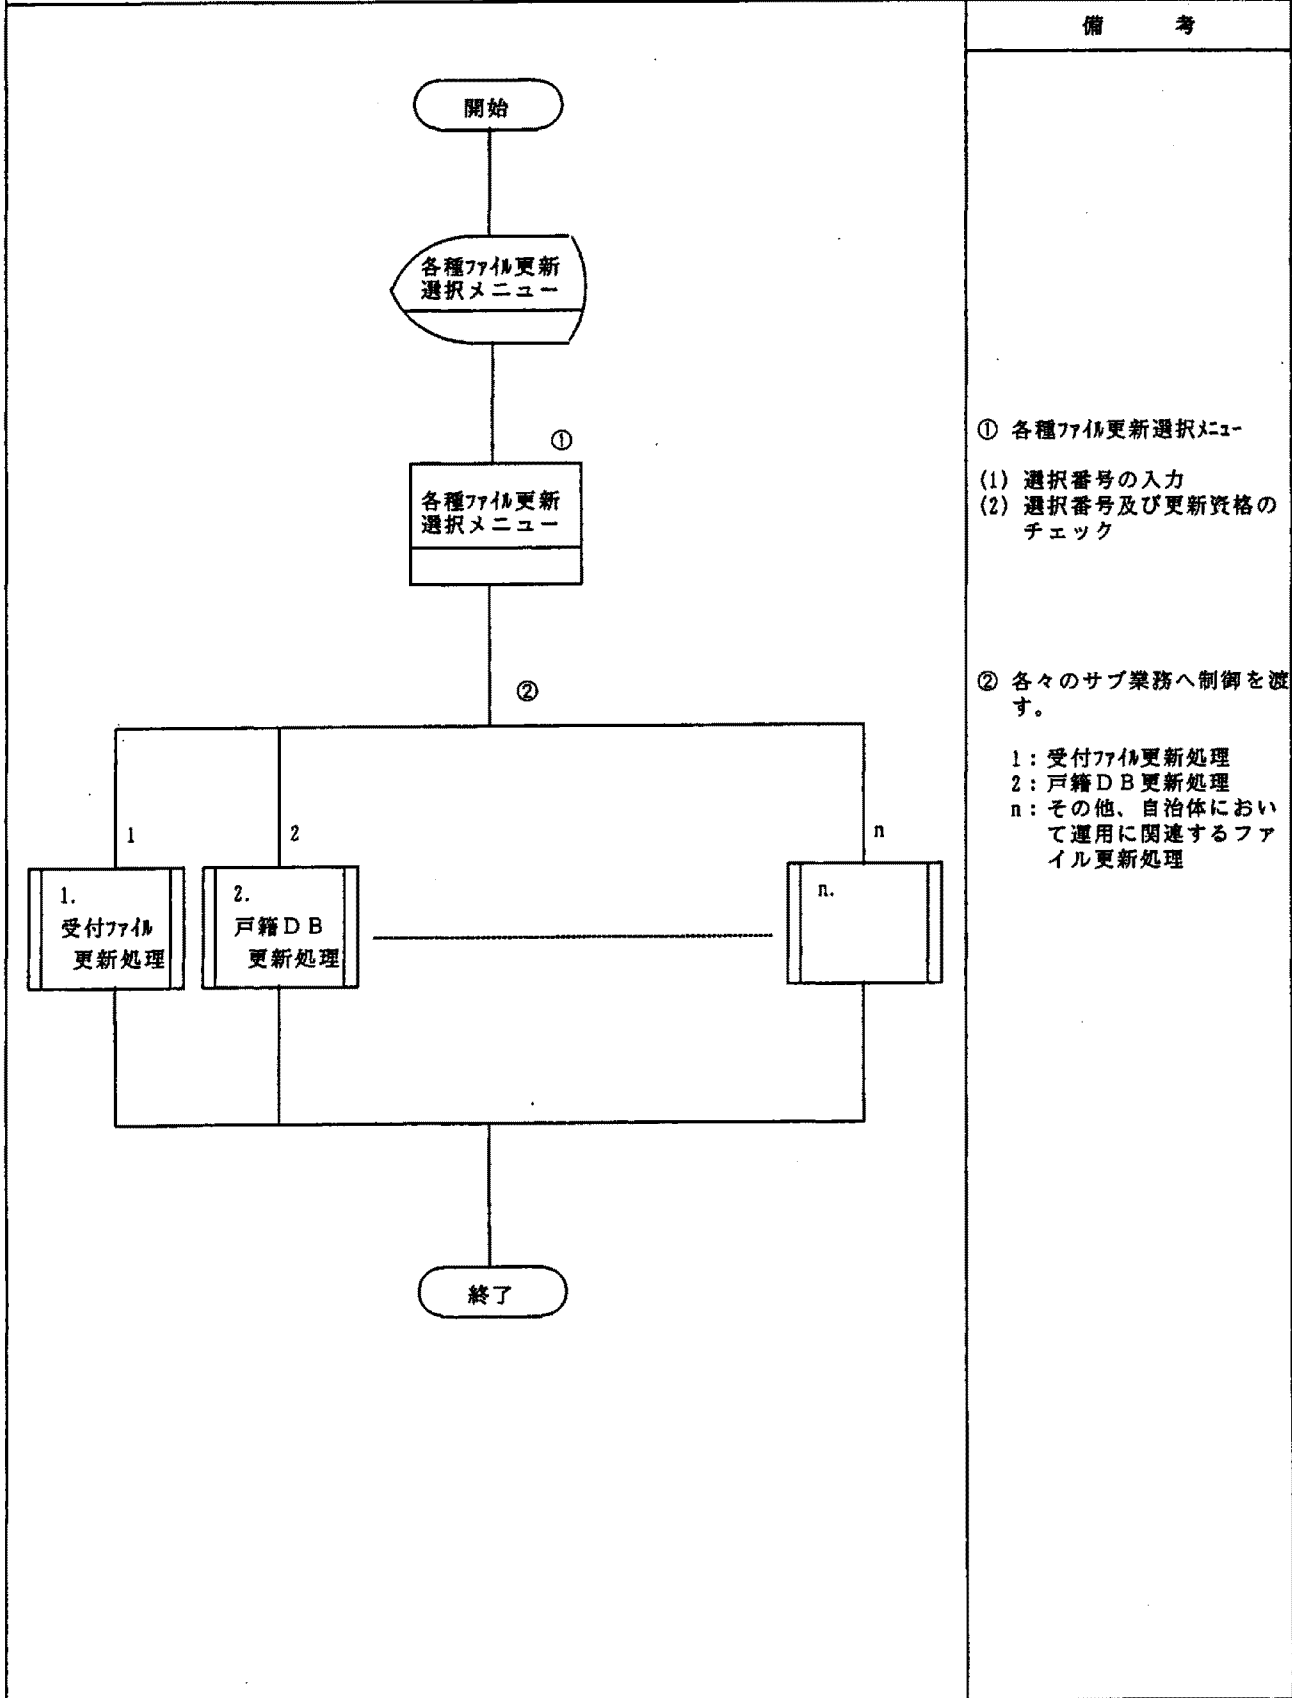 備　　考
開始
各種ﾌｧｲﾙ更新
選択メニュー
①
各種ﾌｧｲﾙ更新
選択メニュー
②
1
2
n
1.
受付ﾌｧｲﾙ
更新処理
2.
戸籍ＤＢ
更新処理
n.
終了
① 各種ﾌｧｲﾙ更新選択ﾒﾆｭｰ
(1) 選択番号の入力
(2) 選択番号及び更新資格の
チェック
② 各々のサブ業務へ制御を渡
す。
1：受付ﾌｧｲﾙ更新処理
2：戸籍ＤＢ更新処理
n：その他、自治体におい
て運用に関連するファ
イル更新処理